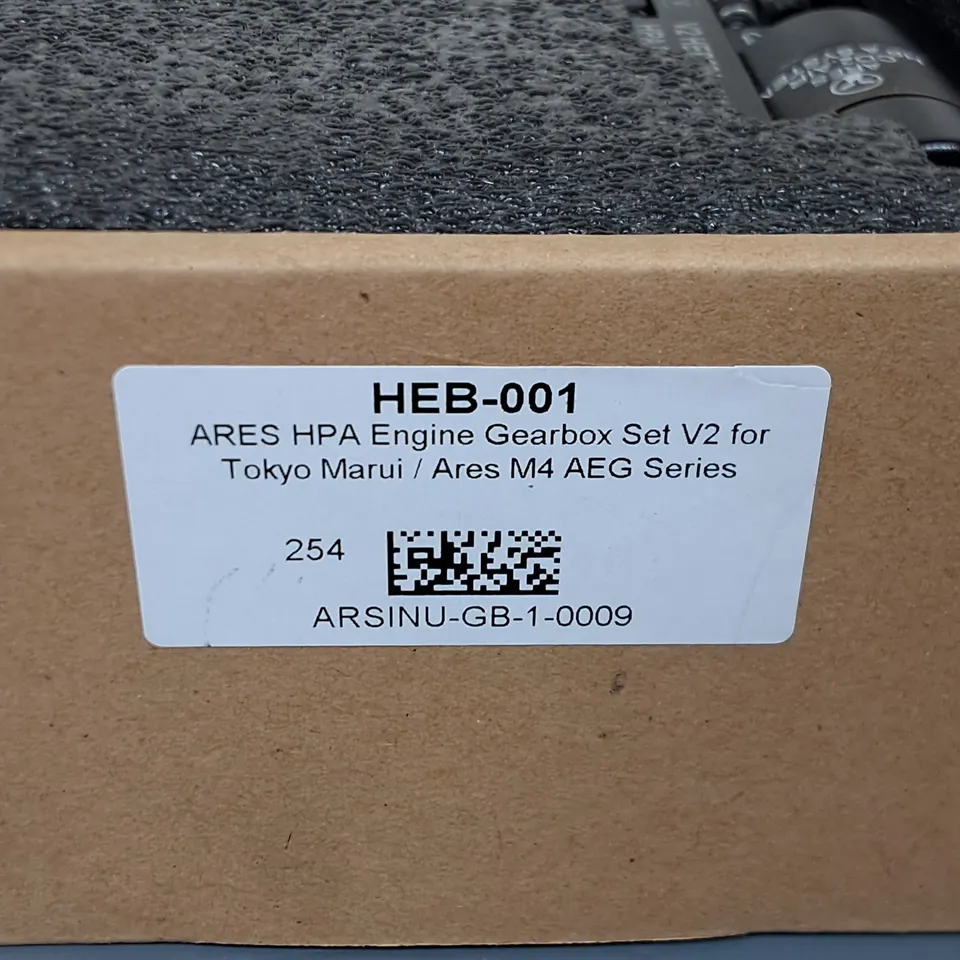 HEB-001
ARES HPA Engine Gearbox Set V2 for
Tokyo Marui / Ares M4 AEG Series
254
ARSINU-GB-1-0009